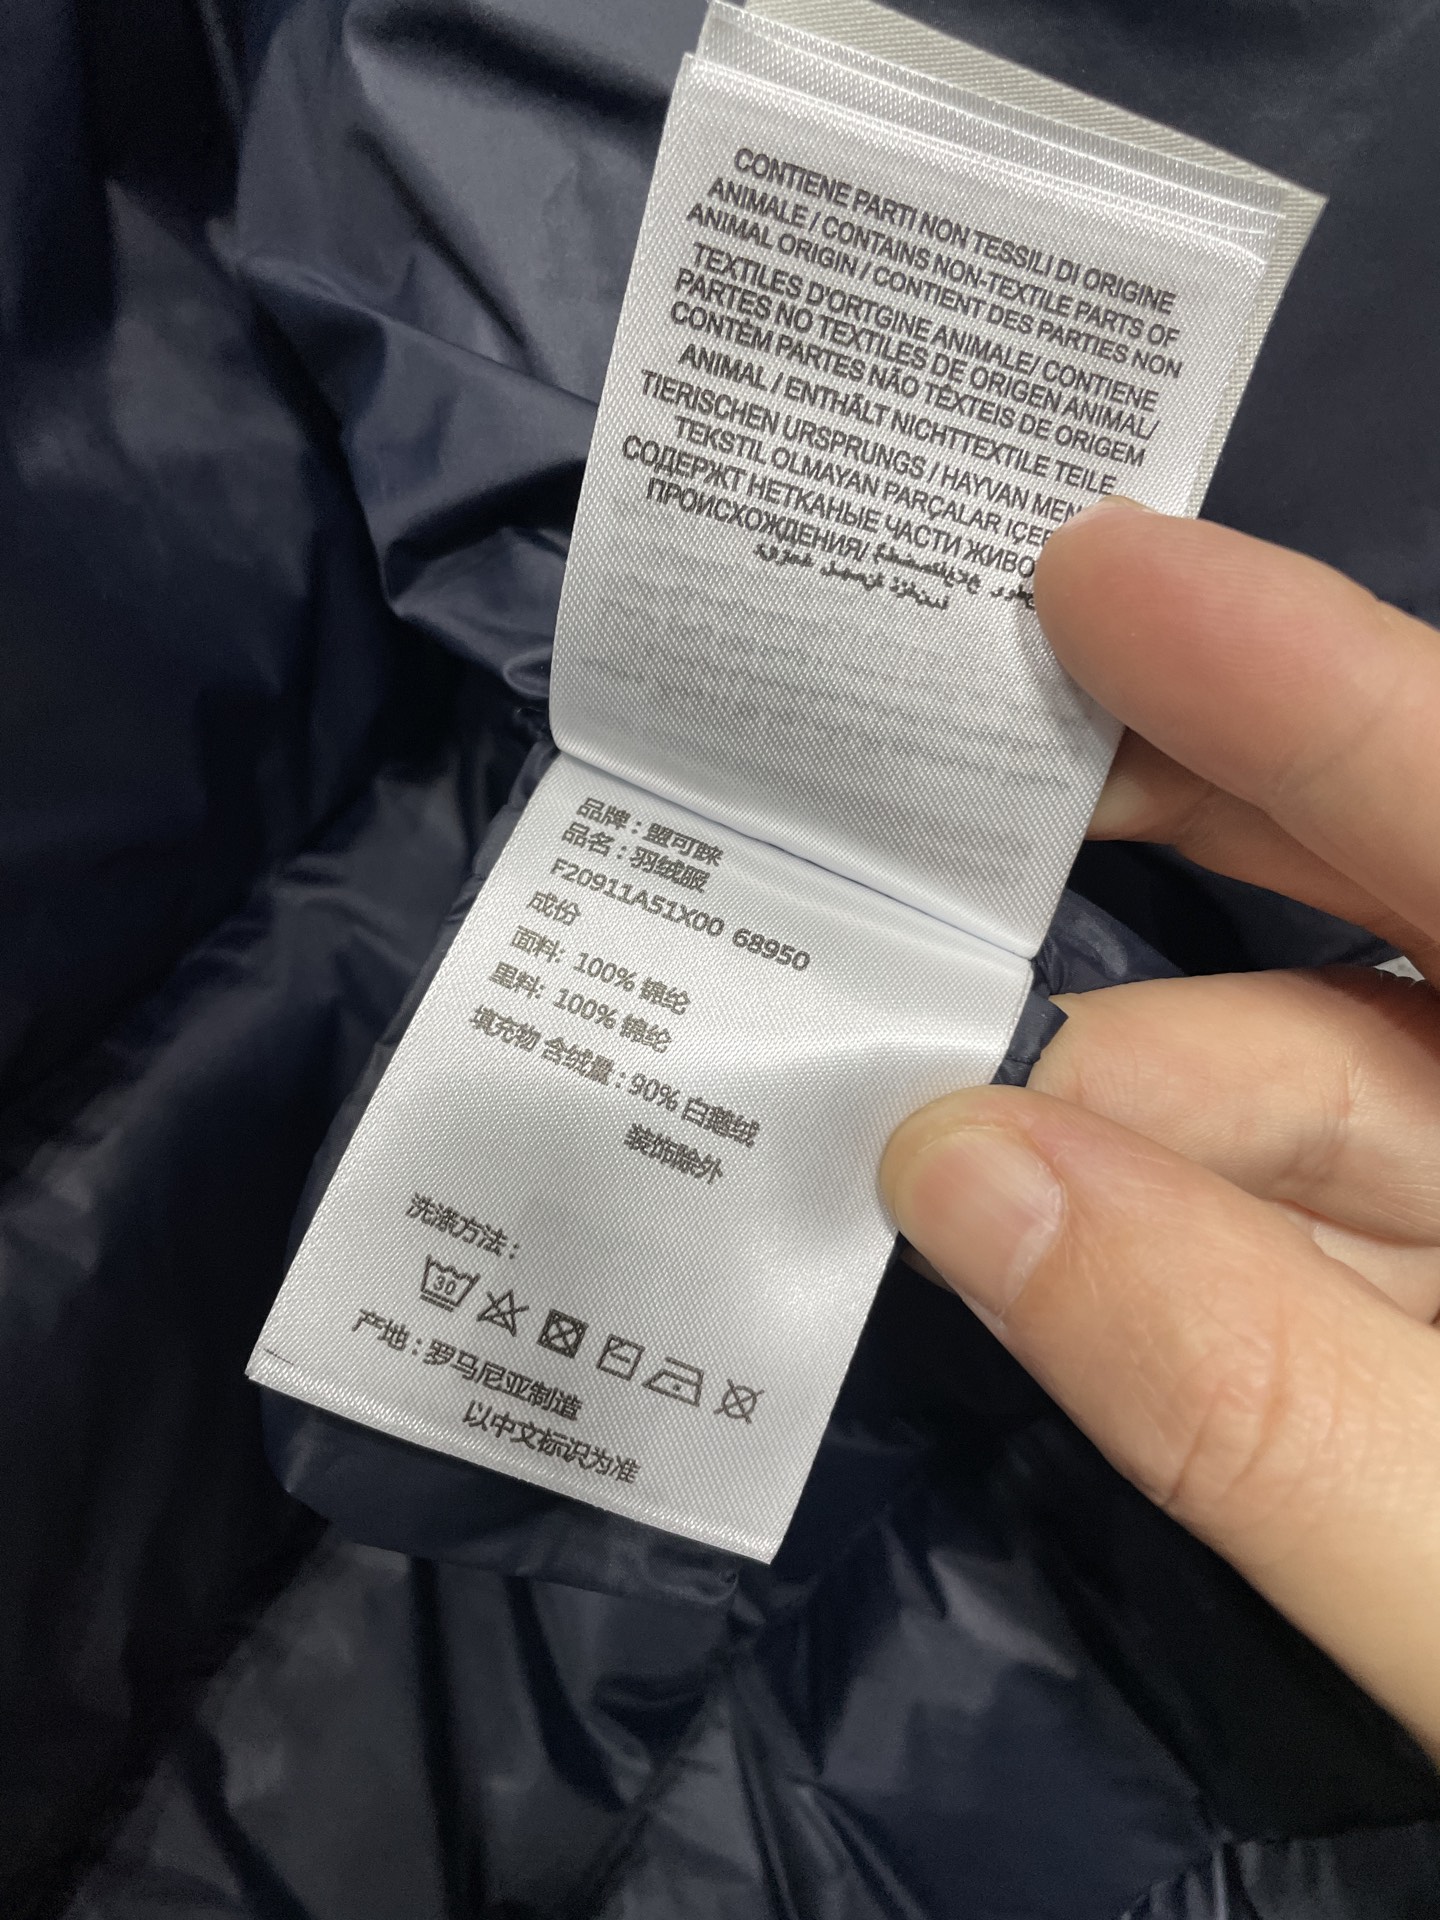 CONTIENE PARTI NON TESSILI DI ORIGINE
ANIMALE / CONTAINS NON-TEXTILE PARTS OF
ANIMAL ORIGIN / CONTIENT DES PARTIES NON
TEXTILES D'ORTGINE ANIMALE/ CONTIENE
PARTES NO TEXTILES DE ORIGEN ANIMAL/
CONTÉM PARTES NÃO TÊXTEIS DE ORIGEM
ANIMAL / ENTHÄLT NICHTTEXTILE TEILE
TIERISCHEN URSPRUNGS / HAYVAN MEN
TEKSTIL OLMAYAN PARÇALAR IÇER
СОДЕРЖТ НЕТКАНЫЕ ЧАСТИ ЖИВО
ПРОИСХОЖДЕНИЯ/
品牌：盟可睐
品名：羽绒服
F20911A51X00 68950
成份
面料: 100% 锦纶
里料: 100% 锦纶
填充物 含绒量：90% 白鹅绒
装饰除外
洗涤方法：
30
产地：罗马尼亚制造
以中文标识为准